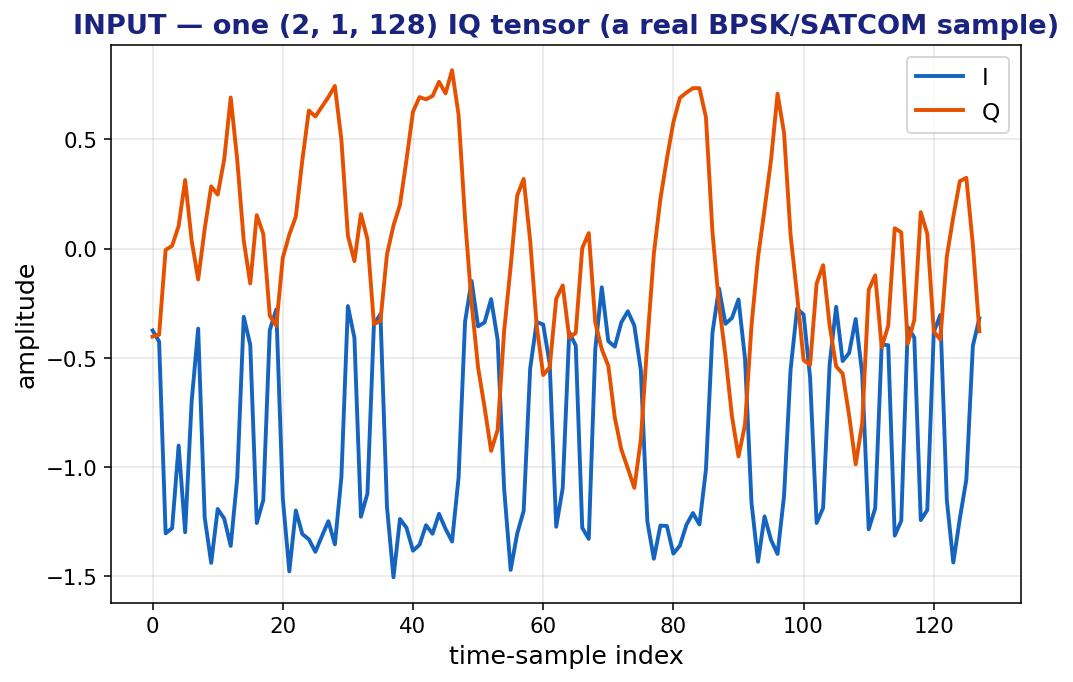 INPUT — one (2, 1, 128) IQ tensor (a real BPSK/SATCOM sample)
I
Q
0.5
0.0
−0.5
−1.0
−1.5
amplitude
0 20 40 60 80 100 120
time-sample index